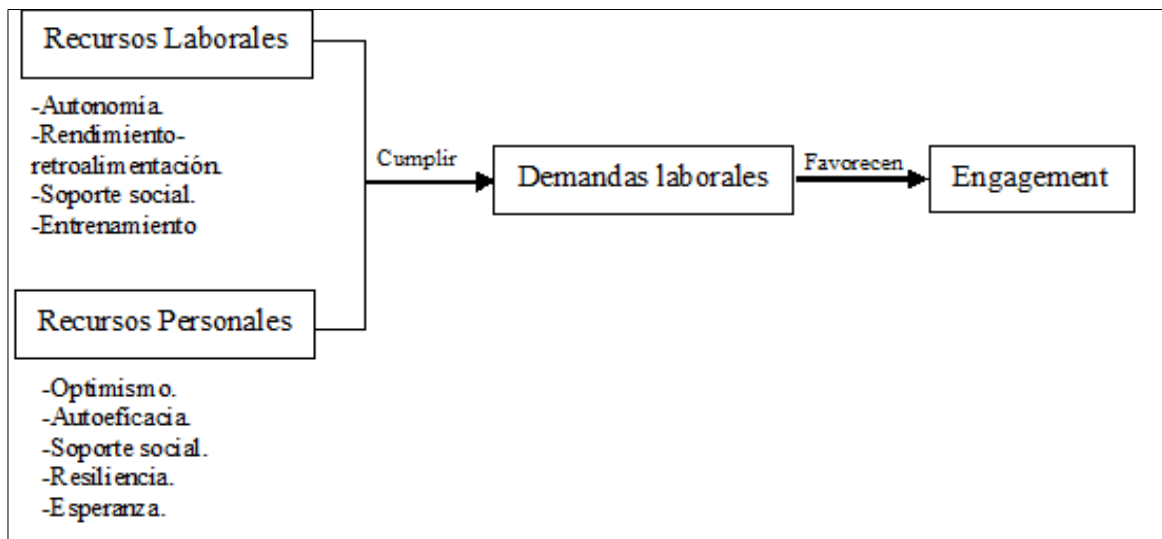 Recursos Laborales
-Autonomía.
-Rendimiento-
retroalimentación.
-Soporte social.
-Entrenamiento
Cumplir
Demandas laborales
Favorecen
Engagement
Recursos Personales
-Optimismo.
-Autoeficacia.
-Soporte social.
-Resiliencia.
-Esperanza.